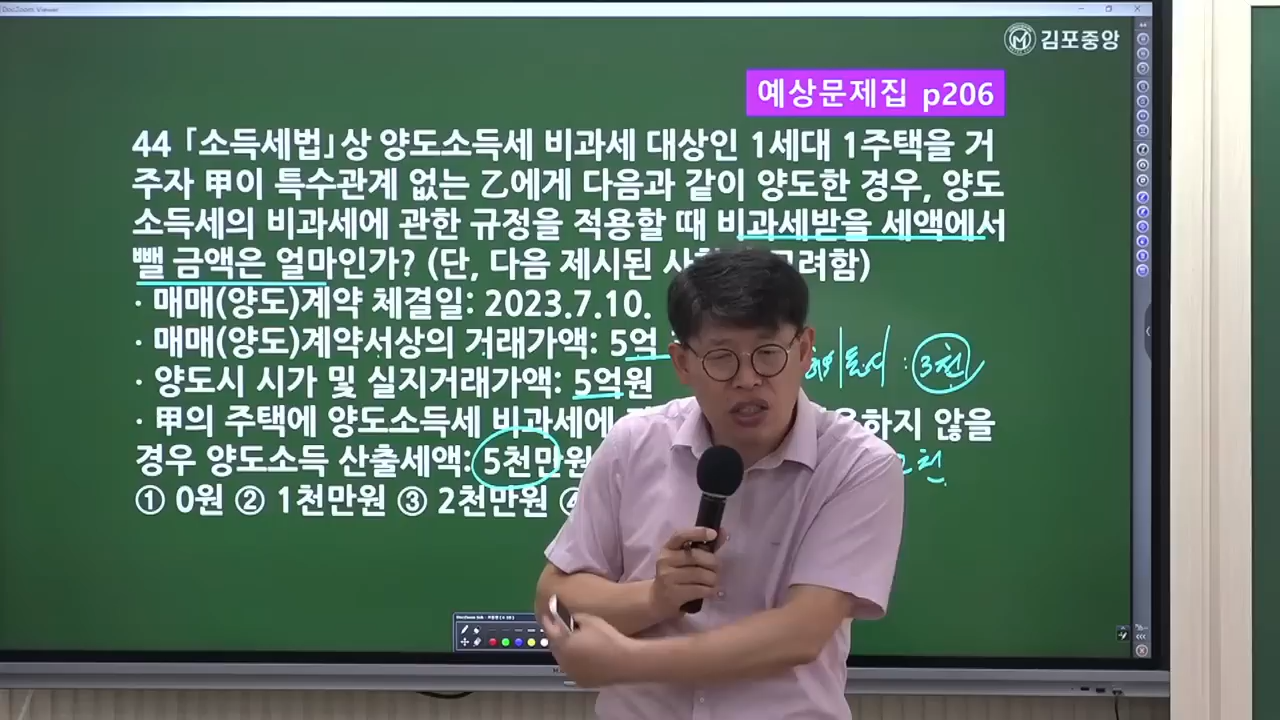 DocZoom Viewer
김포중앙
예상문제집 p206
44 「소득세법」상 양도소득세 비과세 대상인 1세대 1주택을 거
주자 甲이 특수관계 없는 乙에게 다음과 같이 양도한 경우, 양도
소득세의 비과세에 관한 규정을 적용할 때 비과세받을 세액에서
뺄 금액은 얼마인가? (단, 다음 제시된 고려함)
· 매매(양도)계약 체결일: 2023.7.10.
· 매매(양도)계약서상의 거래가액: 5억
: 3천
· 양도시 시가 및 실지거래가액: 5억원
· 甲의 주택에 양도소득세 비과세에 하지 않을
경우 양도소득 산출세액: 5천만원
2천
① 0원 ② 1천만원 ③ 2천만원